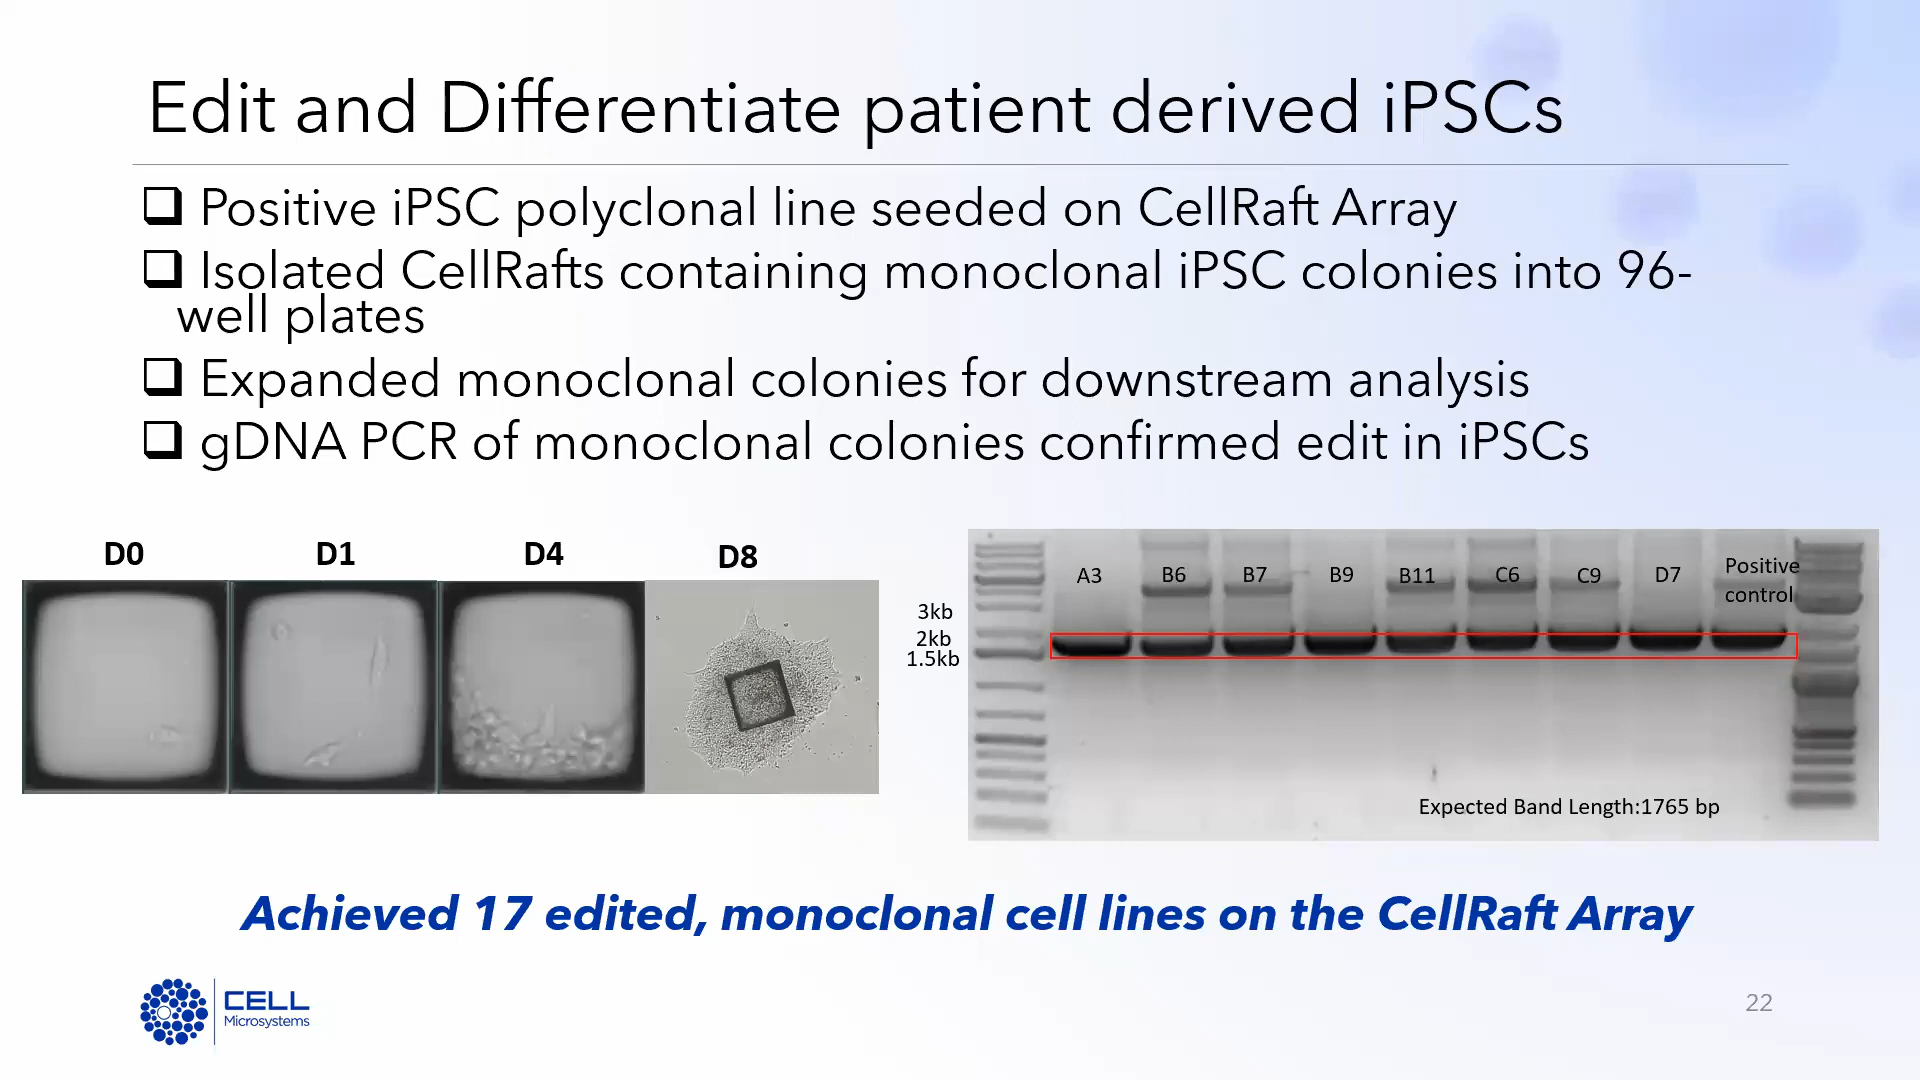 Edit and Differentiate patient derived iPSCs
❑ Positive iPSC polyclonal line seeded on CellRaft Array
❑ Isolated CellRafts containing monoclonal iPSC colonies into 96-
well plates
❑ Expanded monoclonal colonies for downstream analysis
❑ gDNA PCR of monoclonal colonies confirmed edit in iPSCs
D0 D1 D4 D8
3kb
2kb
1.5kb
A3 B6 B7 B9 B11 C6 C9 D7 Positive
control
Expected Band Length:1765 bp
Achieved 17 edited, monoclonal cell lines on the CellRaft Array
CELL
Microsystems
22